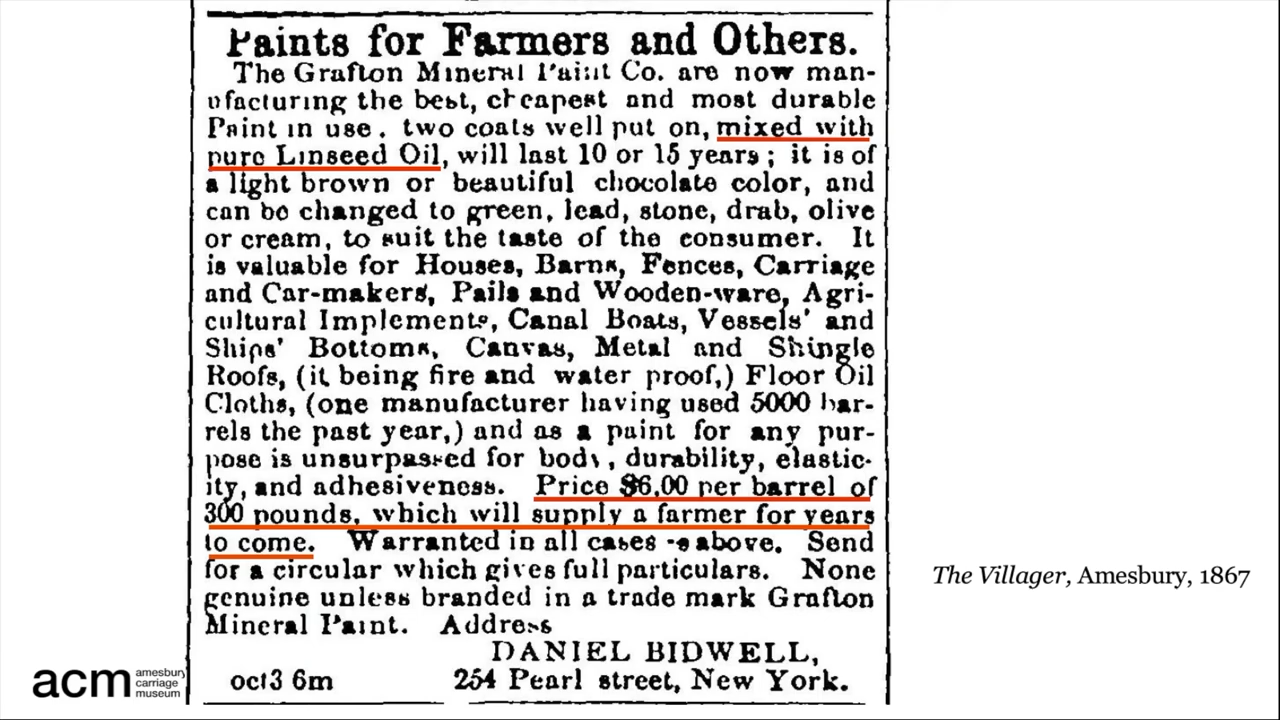 Paints for Farmers and Others.
The Grafton Mineral Paint Co. are now man-
ufacturing the best, cheapest and most durable
Paint in use. two coats well put on, mixed with
pure Linseed Oil, will last 10 or 15 years; it is of
a light brown or beautiful chocolate color, and
can be changed to green, lead, stone, drab, olive
or cream, to suit the taste of the consumer. It
is valuable for Houses, Barns, Fences, Carriage
and Car-makers, Pails and Wooden-ware, Agri-
cultural Implements, Canal Boats, Vessels' and
Ships' Bottoms, Canvas, Metal and Shingle
Roofs, (it being fire and water proof,) Floor Oil
Cloths, (one manufacturer having used 5000 bar-
rels the past year,) and as a paint for any pur-
pose is unsurpassed for body, durability, elastic-
ity, and adhesiveness. Price $6,00 per barrel of
300 pounds, which will supply a farmer for years
to come. Warranted in all cases above. Send
for a circular which gives full particulars. None
genuine unless branded in a trade mark Grafton
Mineral Paint. Address
DANIEL BIDWELL,
oct3 6m 254 Pearl street, New York.
The Villager, Amesbury, 1867
acm amesbury
carriage
museum